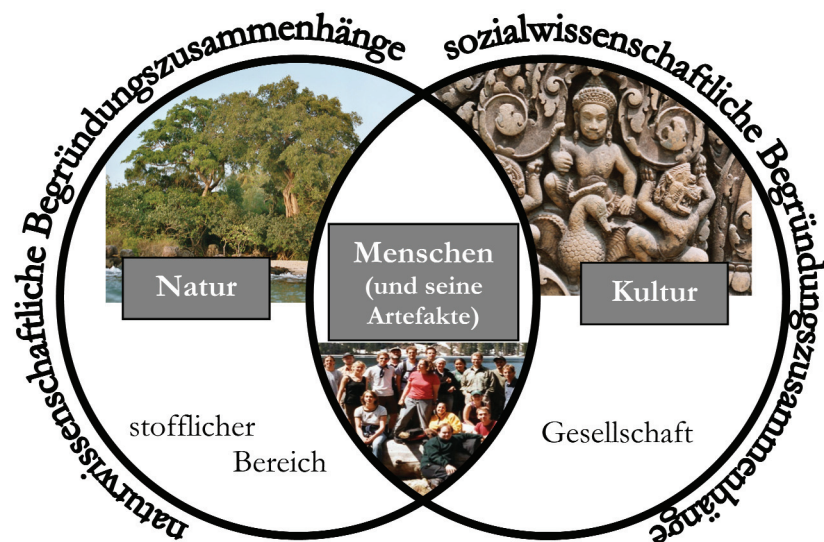 naturwissenschaftliche Begründungszusammenhänge
sozialwissenschaftliche Begründungszusammenhänge
Natur
Menschen
(und seine
Artefakte)
Kultur
stofflicher
Bereich
Gesellschaft